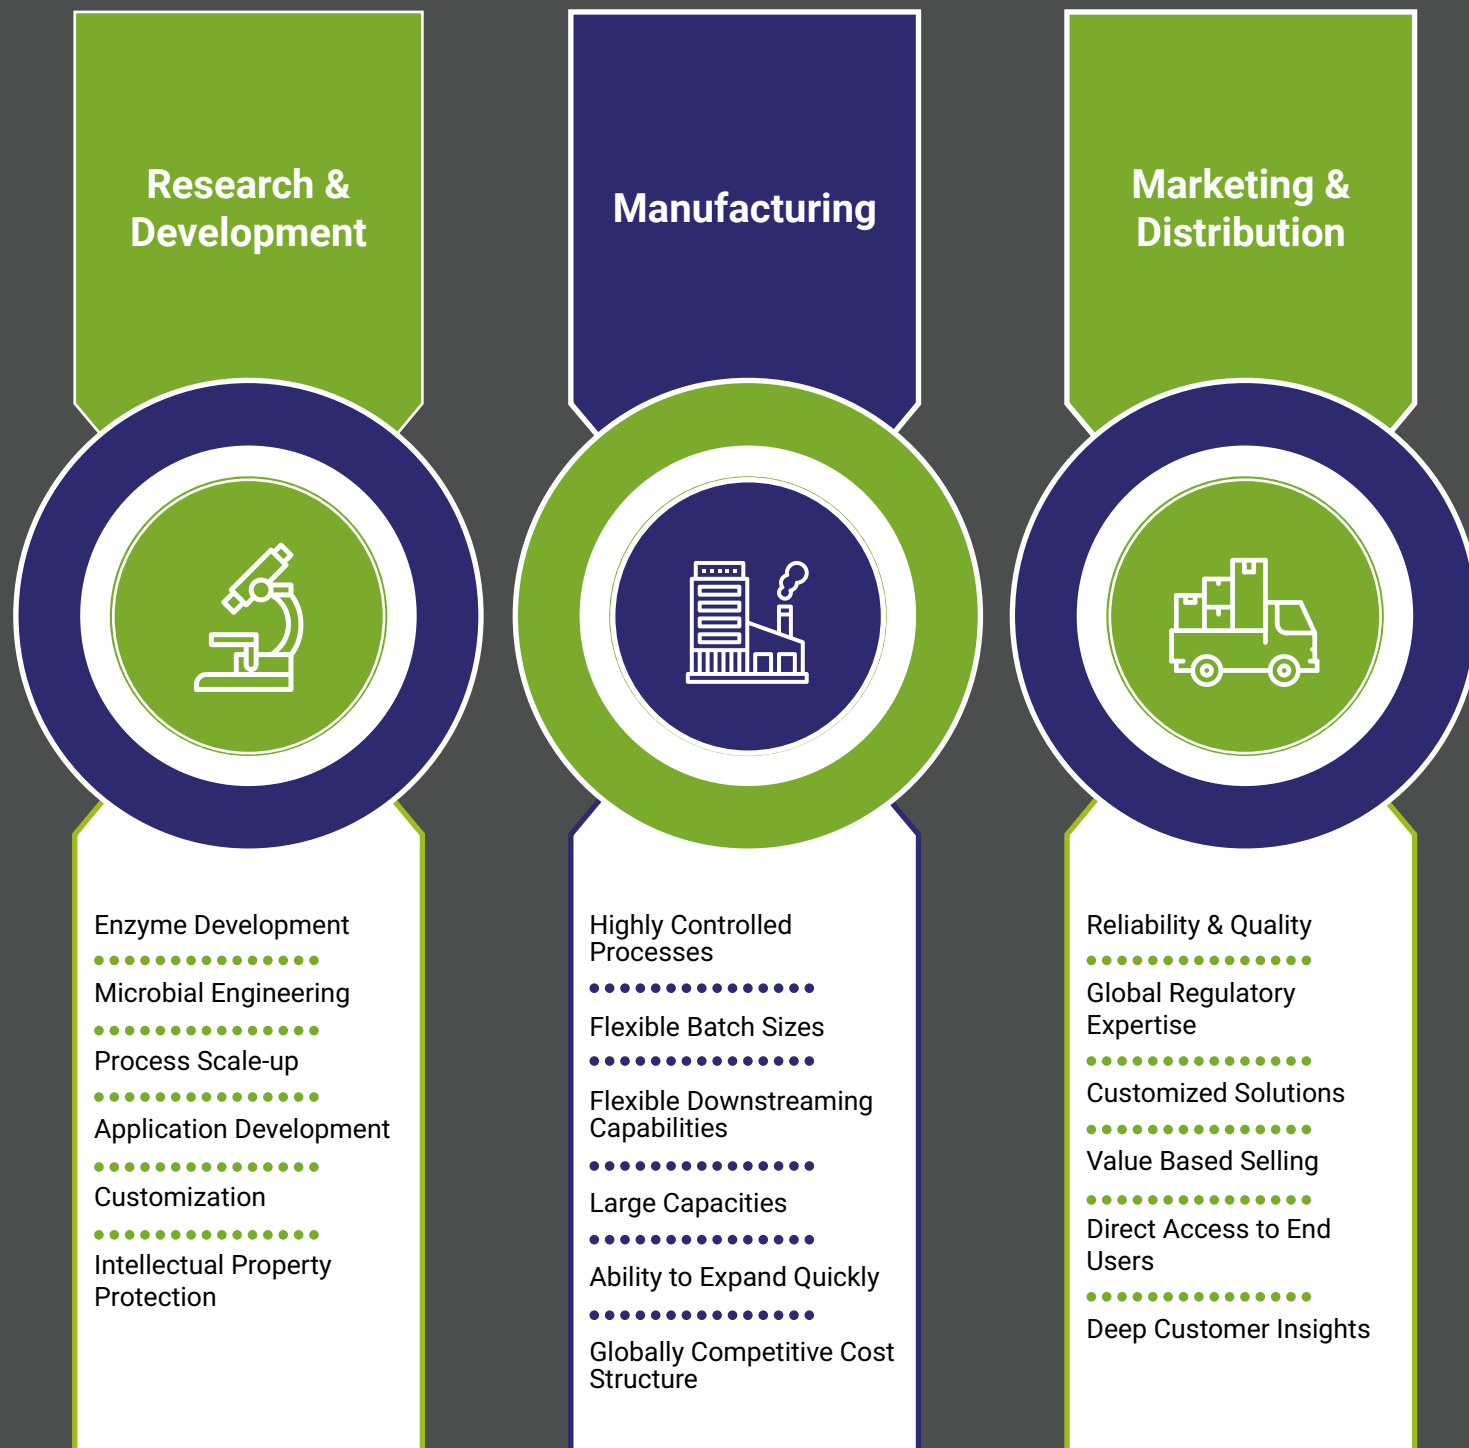 Research &
Development
Enzyme Development
Microbial Engineering
Process Scale-up
Application Development
Customization
Intellectual Property
Protection
Manufacturing
Highly Controlled
Processes
Flexible Batch Sizes
Flexible Downstreaming
Capabilities
Large Capacities
Ability to Expand Quickly
Globally Competitive Cost
Structure
Marketing &
Distribution
Reliability & Quality
Global Regulatory
Expertise
Customized Solutions
Value Based Selling
Direct Access to End
Users
Deep Customer Insights